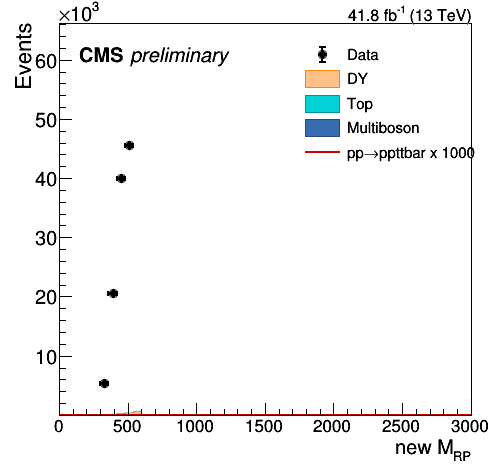 ×10³
41.8 fb⁻¹ (13 TeV)
Events
CMS preliminary
Data
DY
Top
Multiboson
pp→ppttbar x 1000
60
50
40
30
20
10
0 500 1000 1500 2000 2500 3000
new M_RP